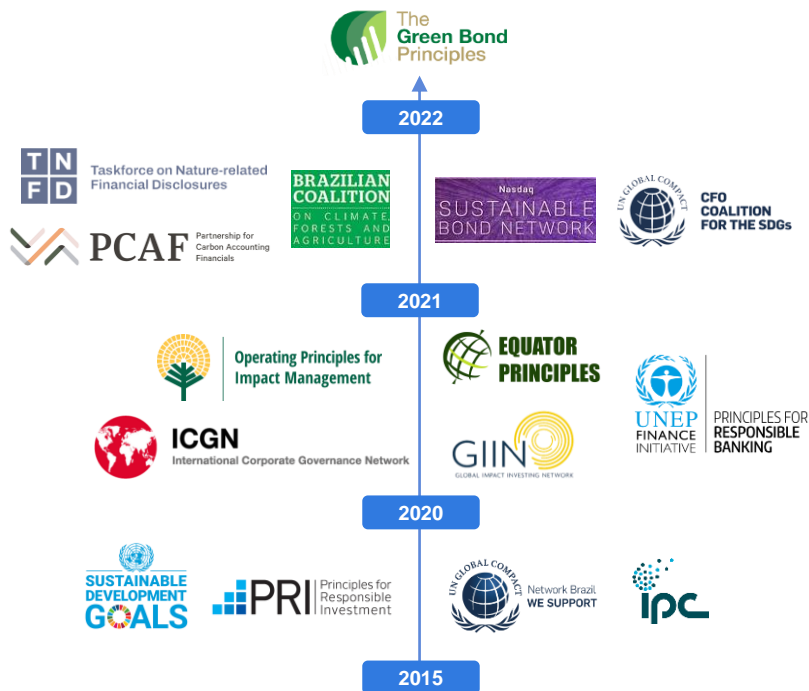 The
Green Bond
Principles
2022
TN
FD
Taskforce on Nature-related
Financial Disclosures
PCAF
Partnership for
Carbon Accounting
Financials
BRAZILIAN
COALITION
ON CLIMATE,
FORESTS AND
AGRICULTURE
Nasdaq
SUSTAINABLE
BOND NETWORK
UN GLOBAL COMPACT
CFO
COALITION
FOR THE SDGs
2021
Operating Principles for
Impact Management
EQUATOR
PRINCIPLES
UNEP
FINANCE
INITIATIVE
PRINCIPLES FOR
RESPONSIBLE
BANKING
ICGN
International Corporate Governance Network
GIIN
GLOBAL IMPACT INVESTING NETWORK
2020
SUSTAINABLE
DEVELOPMENT
GOALS
PRI
Principles for
Responsible
Investment
UN GLOBAL COMPACT
Network Brazil
WE SUPPORT
ipc
2015